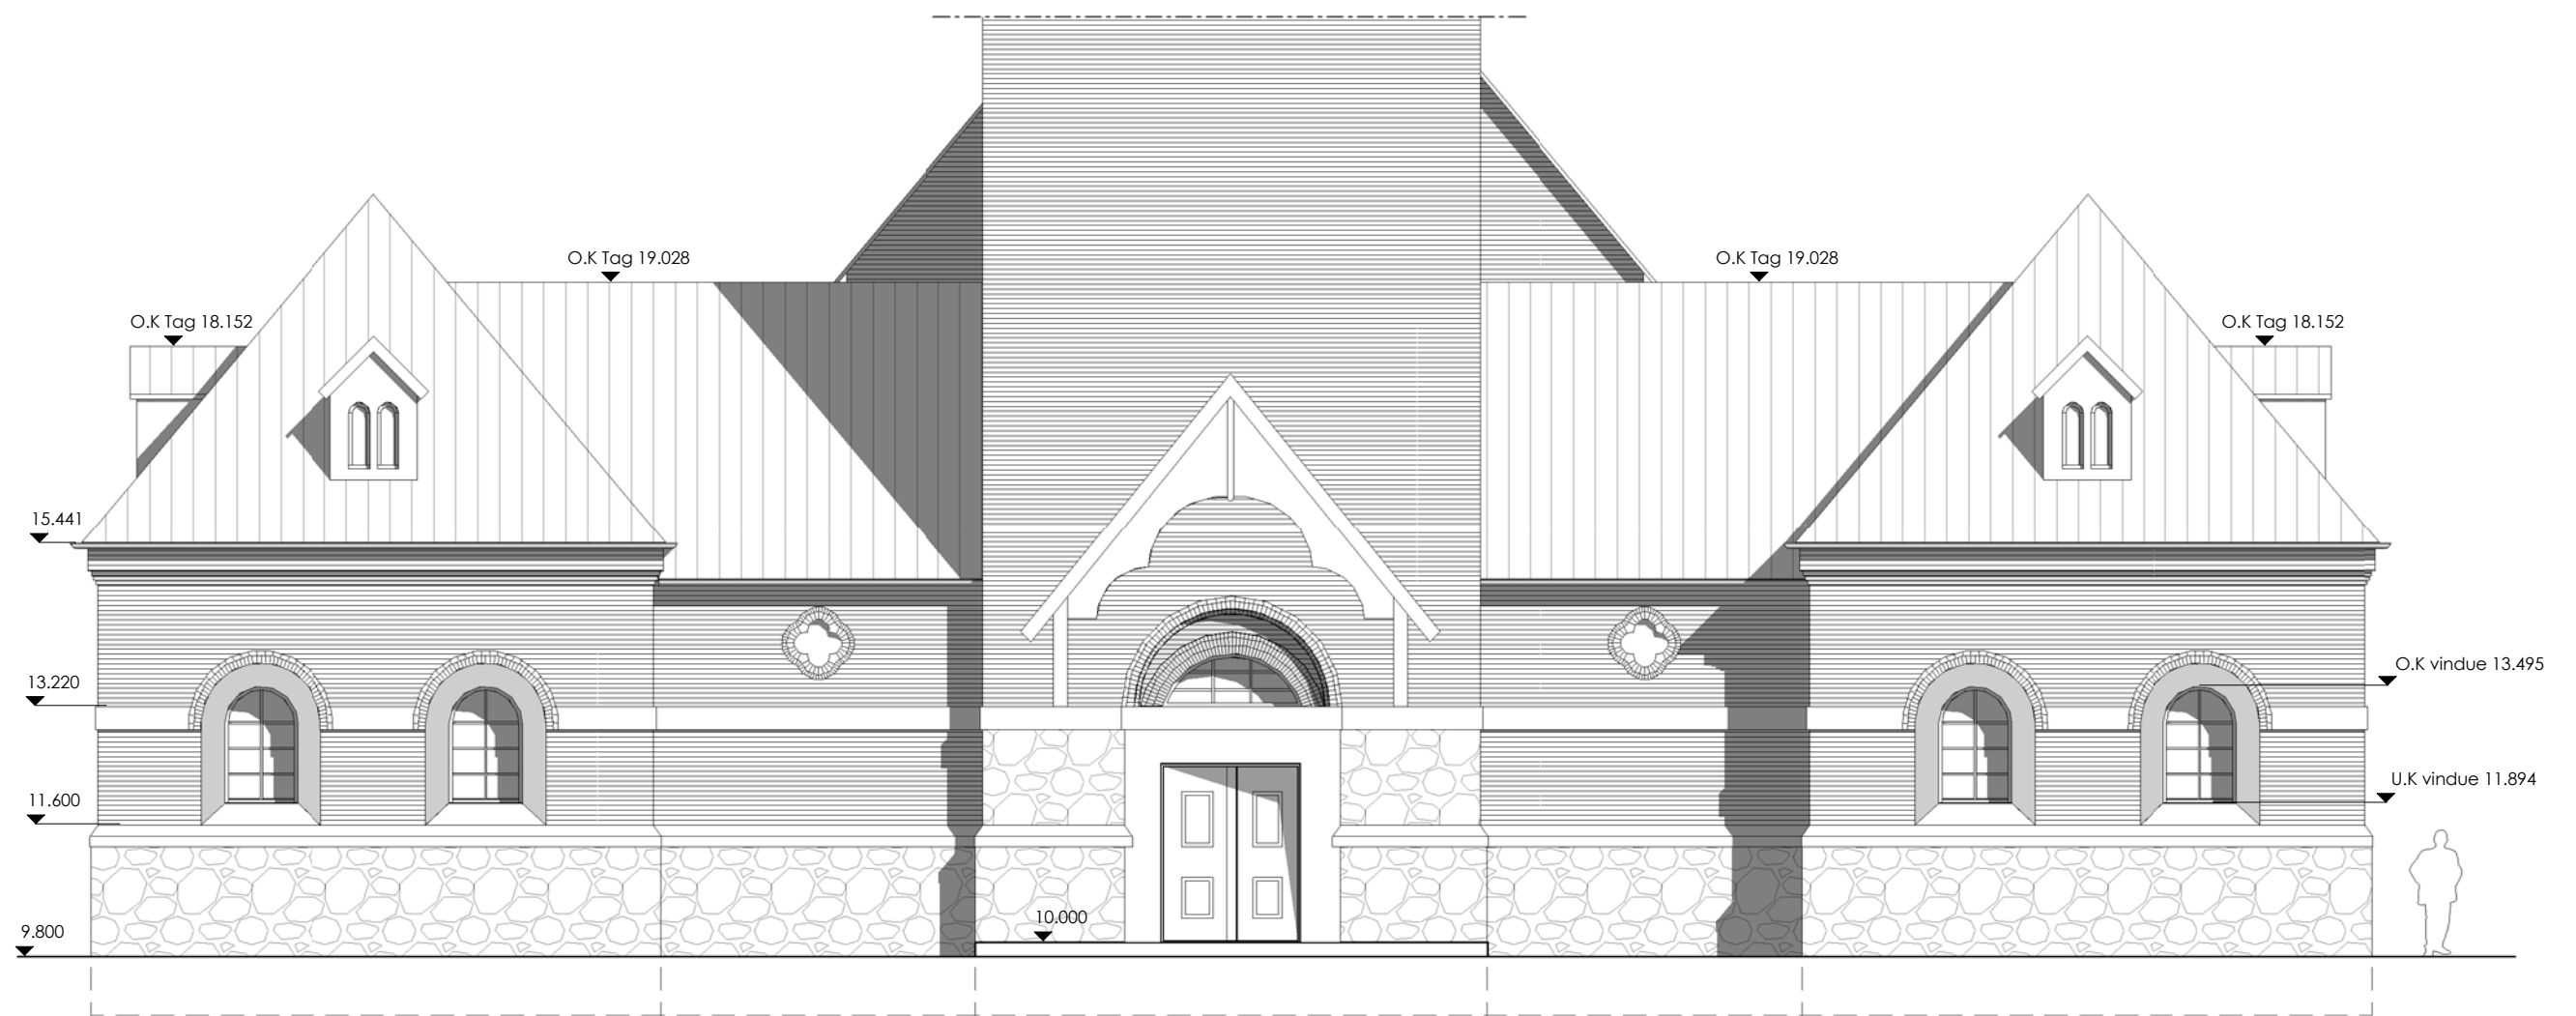 O.K Tag 19.028
O.K Tag 19.028
O.K Tag 18.152
O.K Tag 18.152
15.441
O.K vindue 13.495
13.220
U.K vindue 11.894
11.600
10.000
9.800